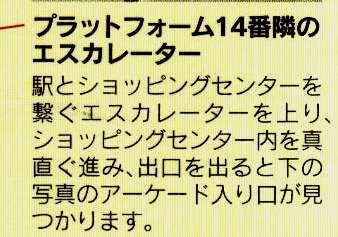 プラットフォーム14番隣の
エスカレーター
駅とショッピングセンターを
繋ぐエスカレーターを上り、
ショッピングセンター内を真
直ぐ進み、出口を出ると下の
写真のアーケード入り口が見
つかります。